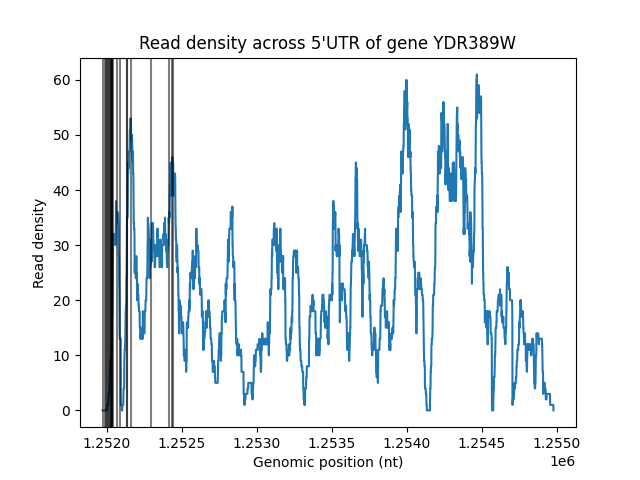 Read density across 5'UTR of gene YDR389W
Read density
60
50
40
30
20
10
0
1.2520 1.2525 1.2530 1.2535 1.2540 1.2545 1.2550
1e6
Genomic position (nt)